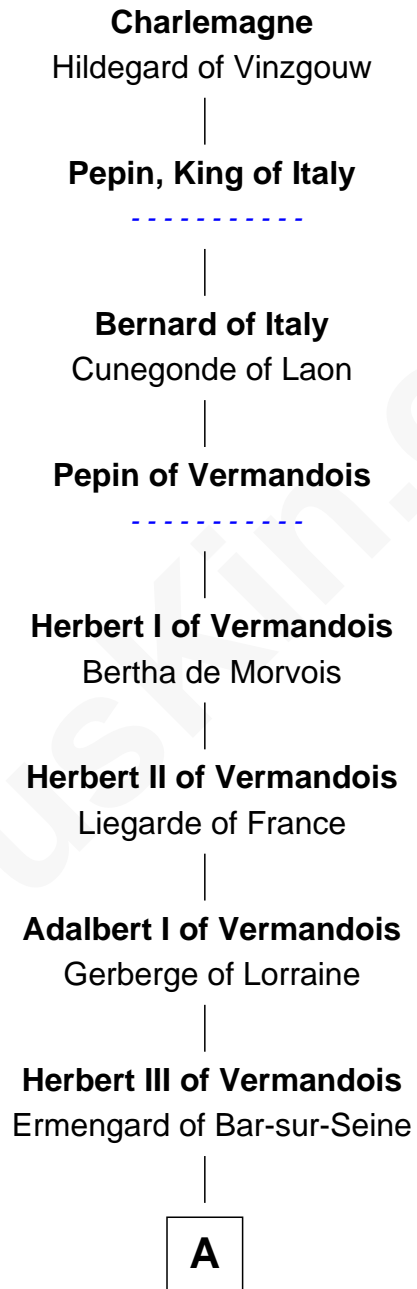 Charlemagne
Hildegard of Vinzgouw
Pepin, King of Italy
- - - - - - - - - - -
Bernard of Italy
Cunegonde of Laon
Pepin of Vermandois
- - - - - - - - - - -
Herbert I of Vermandois
Bertha de Morvois
Herbert II of Vermandois
Liegarde of France
Adalbert I of Vermandois
Gerberge of Lorraine
Herbert III of Vermandois
Ermengard of Bar-sur-Seine
A